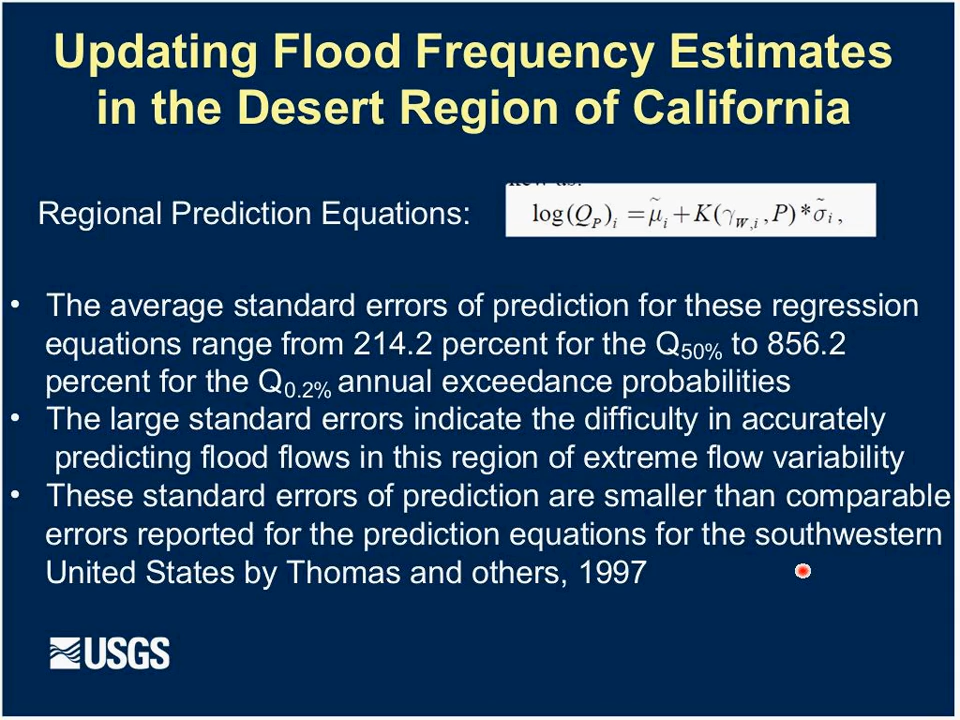 Updating Flood Frequency Estimates
in the Desert Region of California
Regional Prediction Equations:
log(Q_P)_i = μ̃_i + K(γ_{W,i}, P) * σ̃_i ,
• The average standard errors of prediction for these regression
equations range from 214.2 percent for the Q50% to 856.2
percent for the Q0.2% annual exceedance probabilities
• The large standard errors indicate the difficulty in accurately
predicting flood flows in this region of extreme flow variability
• These standard errors of prediction are smaller than comparable
errors reported for the prediction equations for the southwestern
United States by Thomas and others, 1997
USGS